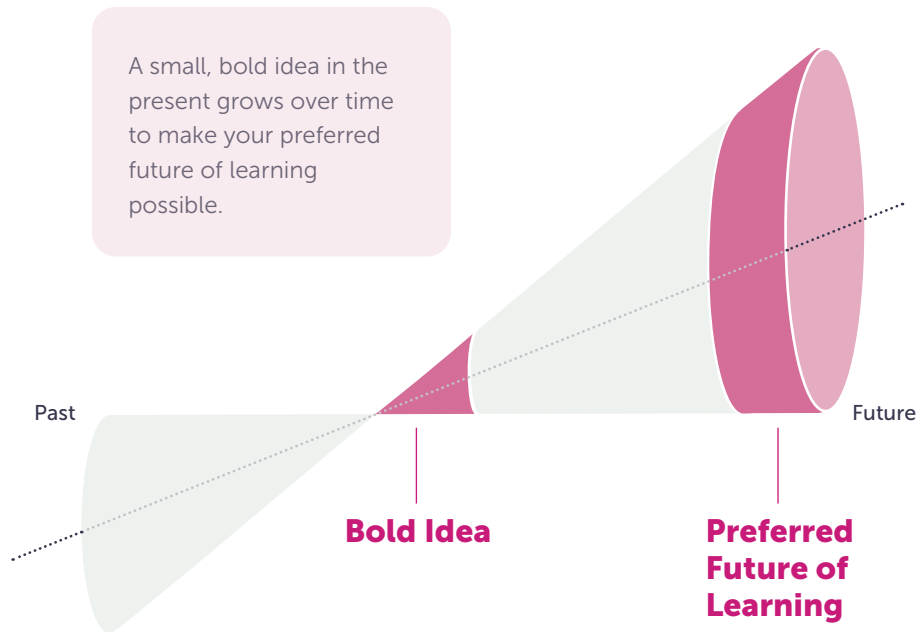 A small, bold idea in the
present grows over time
to make your preferred
future of learning
possible.
Past
Future
Bold Idea
Preferred
Future of
Learning